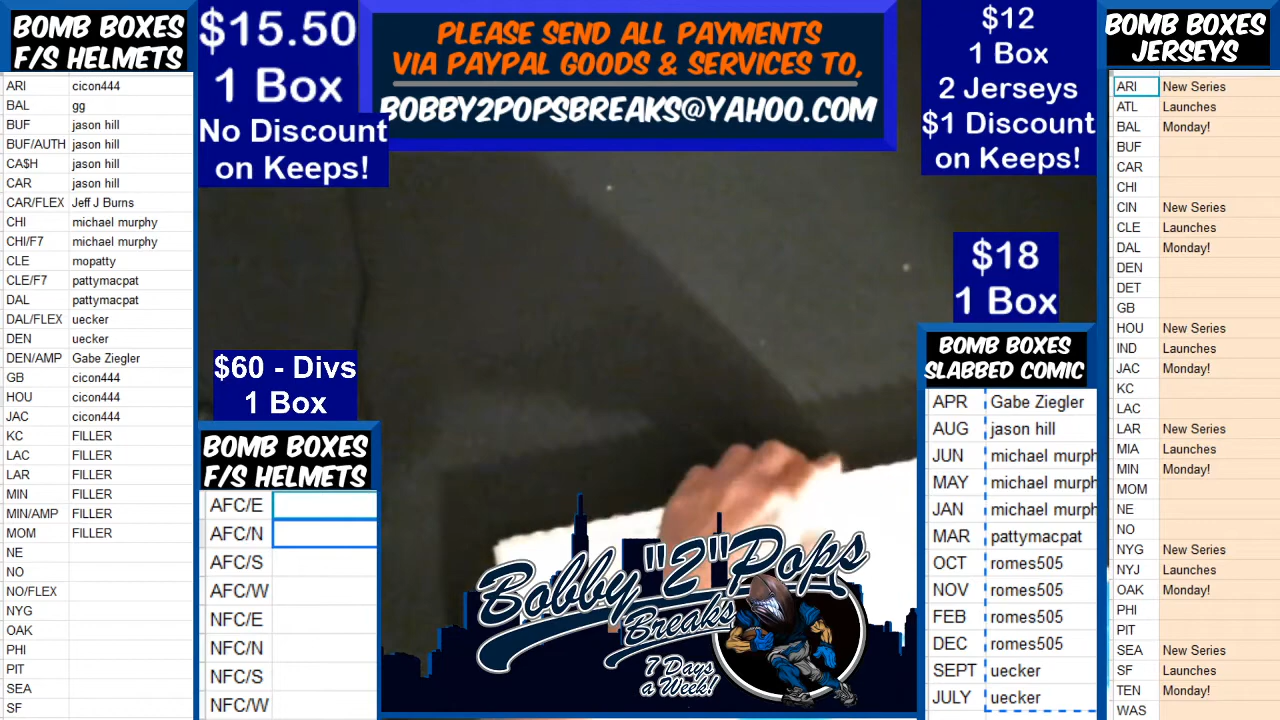 BOMB BOXES
F/S HELMETS
ARI cicon444
BAL gg
BUF jason hill
BUF/AUTH jason hill
CA$H jason hill
CAR jason hill
CAR/FLEX Jeff J Burns
CHI michael murphy
CHI/F7 michael murphy
CLE mopatty
CLE/F7 pattymacpat
DAL pattymacpat
DAL/FLEX uecker
DEN uecker
DEN/AMP Gabe Ziegler
GB cicon444
HOU cicon444
JAC cicon444
KC FILLER
LAC FILLER
LAR FILLER
MIN FILLER
MIN/AMP FILLER
MOM FILLER
NE
NO
NO/FLEX
NYG
OAK
PHI
PIT
SEA
SF
$15.50
1 Box
No Discount
on Keeps!
$60 - Divs
1 Box
BOMB BOXES
F/S HELMETS
AFC/E
AFC/N
AFC/S
AFC/W
NFC/E
NFC/N
NFC/S
NFC/W
PLEASE SEND ALL PAYMENTS
VIA PAYPAL GOODS & SERVICES TO,
BOBBY2POPSBREAKS@YAHOO.COM
Bobby "2" Pops
Breaks
7 Days
a Week!
$12
1 Box
2 Jerseys
$1 Discount
on Keeps!
$18
1 Box
BOMB BOXES
SLABBED COMIC
APR Gabe Ziegler
AUG jason hill
JUN michael murph
MAY michael murph
JAN michael murph
MAR pattymacpat
OCT romes505
NOV romes505
FEB romes505
DEC romes505
SEPT uecker
JULY uecker
BOMB BOXES
JERSEYS
ARI New Series
ATL Launches
BAL Monday!
BUF
CAR
CHI
CIN New Series
CLE Launches
DAL Monday!
DEN
DET
GB
HOU New Series
IND Launches
JAC Monday!
KC
LAC
LAR New Series
MIA Launches
MIN Monday!
MOM
NE
NO
NYG New Series
NYJ Launches
OAK Monday!
PHI
PIT
SEA New Series
SF Launches
TEN Monday!
WAS